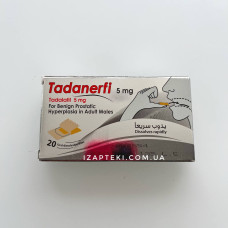 Tadanerfi 5 mg
Tadalafil 5 mg
For Benign Prostatic
Hyperplasia in Adult Males
يذوب سريعا
Dissolves rapidly
20
IZAPTEKI.COM.UA